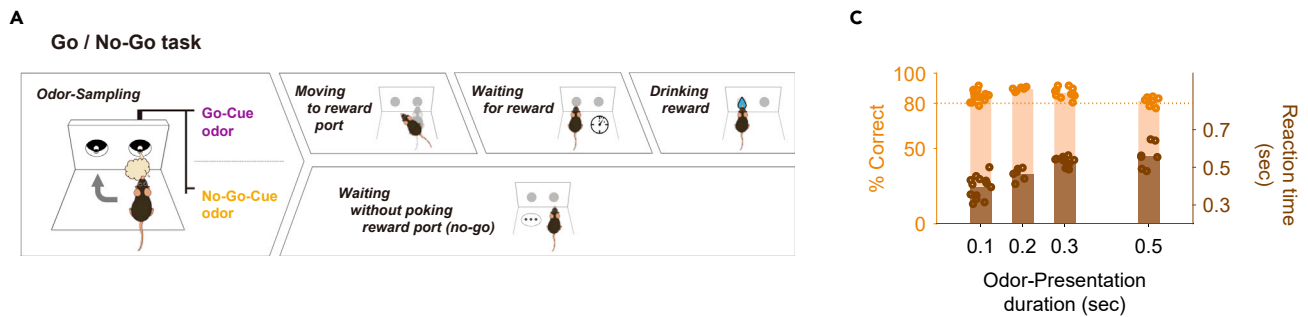 A
Go / No-Go task
Odor-Sampling
Go-Cue
odor
No-Go-Cue
odor
Moving
to reward
port
Waiting
for reward
Drinking
reward
Waiting
without poking
reward port (no-go)
C
% Correct
100
80
50
0
0.7
0.5
0.3
Reaction time
(sec)
0.1 0.2 0.3 0.5
Odor-Presentation
duration (sec)